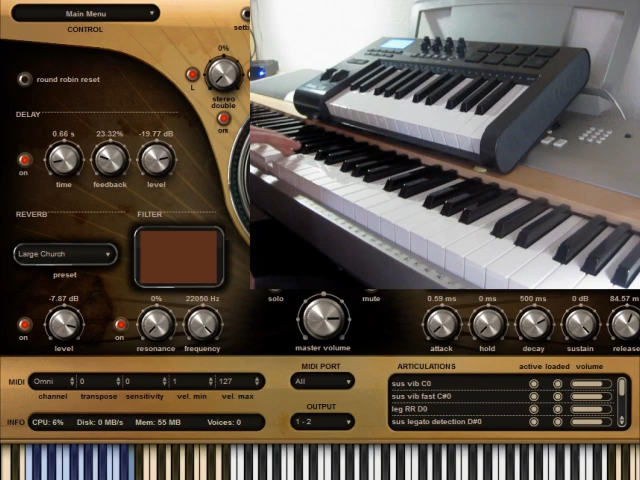 Main Menu
CONTROL
round robin reset
0%
L
stereo
double
DELAY
0.66 s 23.32% -19.77 dB
on
time feedback level
REVERB FILTER
Large Church
preset
-7.87 dB 0% 22050 Hz
on on
level resonance frequency
solo mute
master volume
0.59 ms 0 ms 500 ms 0 dB 84.57 m
attack hold decay sustain release
MIDI Omni 0 0 1 127
channel transpose sensitivity vel. min vel. max
MIDI PORT
All
OUTPUT
1 - 2
INFO CPU: 6% Disk: 0 MB/s Mem: 55 MB Voices: 0
ARTICULATIONS active loaded volume
sus vib C0
sus vib fast C#0
leg RR D0
sus legato detection D#0